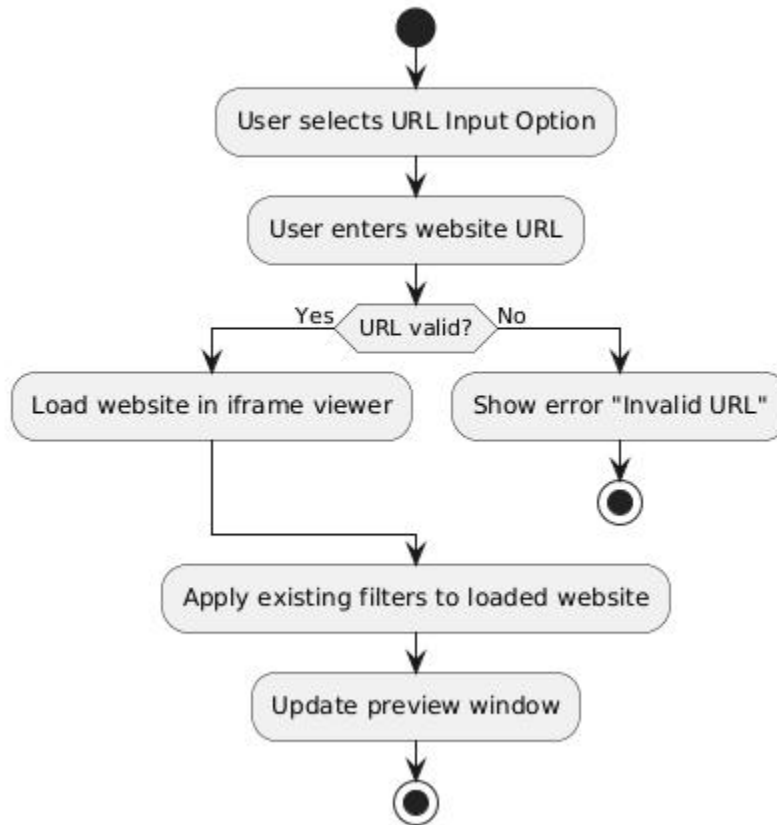 User selects URL Input Option
User enters website URL
Yes
URL valid?
No
Load website in iframe viewer
Show error "Invalid URL"
Apply existing filters to loaded website
Update preview window